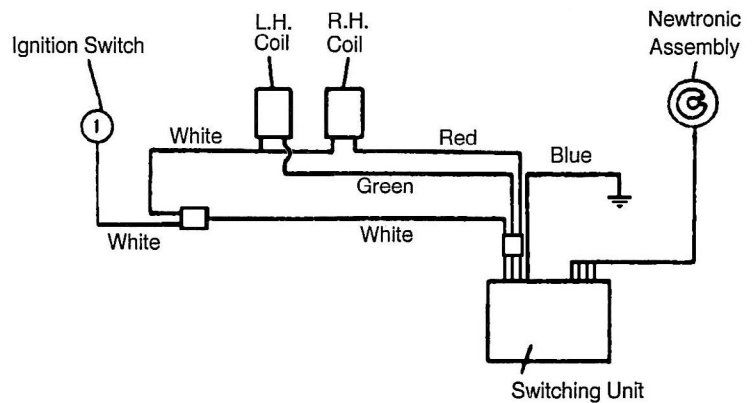 Ignition Switch
L.H.
Coil
R.H.
Coil
Newtronic
Assembly
1
White
Red
Blue
Green
White
White
Switching Unit